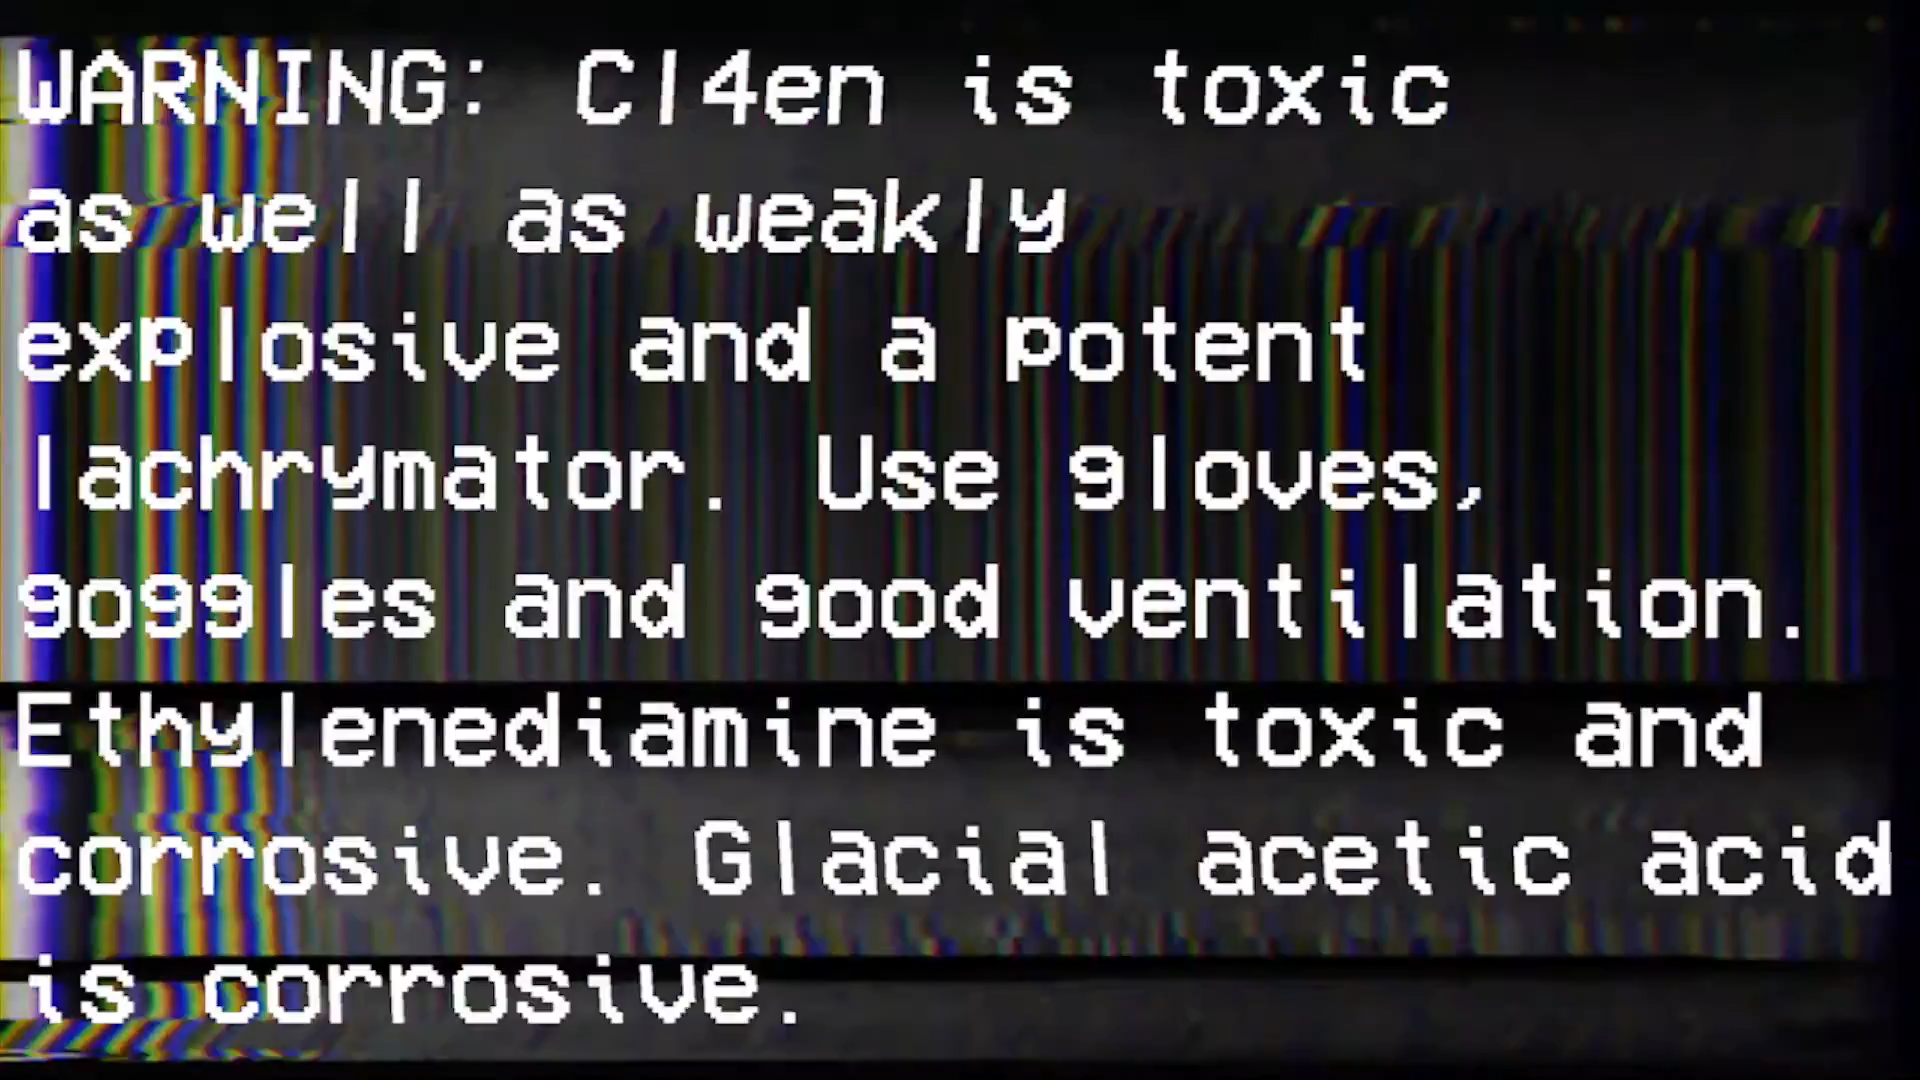 WARNING: Cl4en is toxic
as well as weakly
explosive and a potent
lachrymator. Use gloves,
goggles and good ventilation.
Ethylenediamine is toxic and
corrosive. Glacial acetic acid
is corrosive.